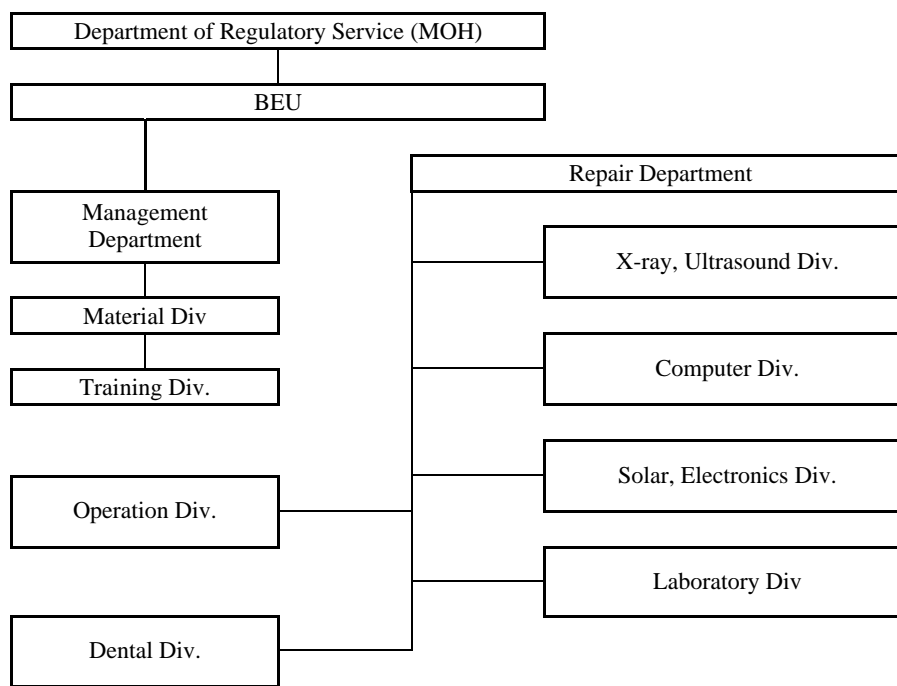 Department of Regulatory Service (MOH)
BEU
Repair Department
Management
Department
X-ray, Ultrasound Div.
Material Div
Computer Div.
Training Div.
Solar, Electronics Div.
Operation Div.
Laboratory Div
Dental Div.